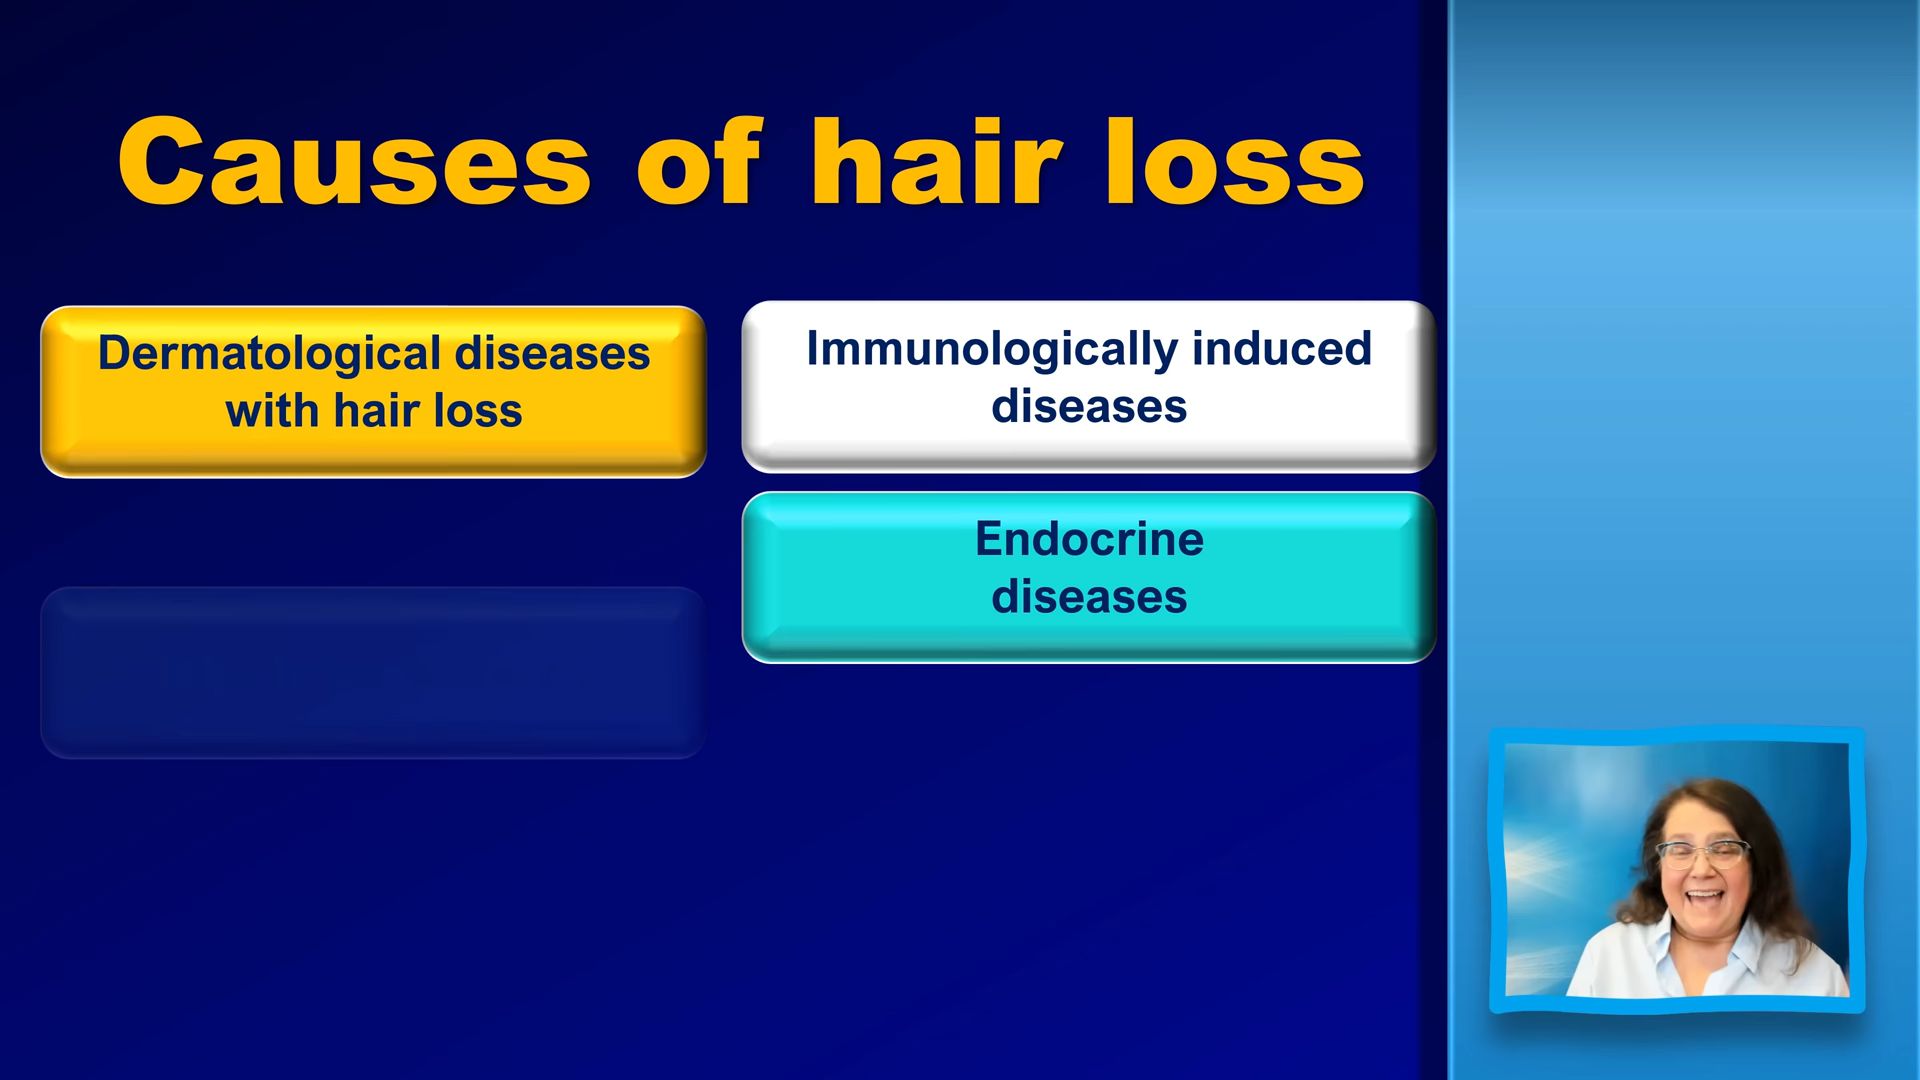 Causes of hair loss
Dermatological diseases
with hair loss
Immunologically induced
diseases
Endocrine
diseases